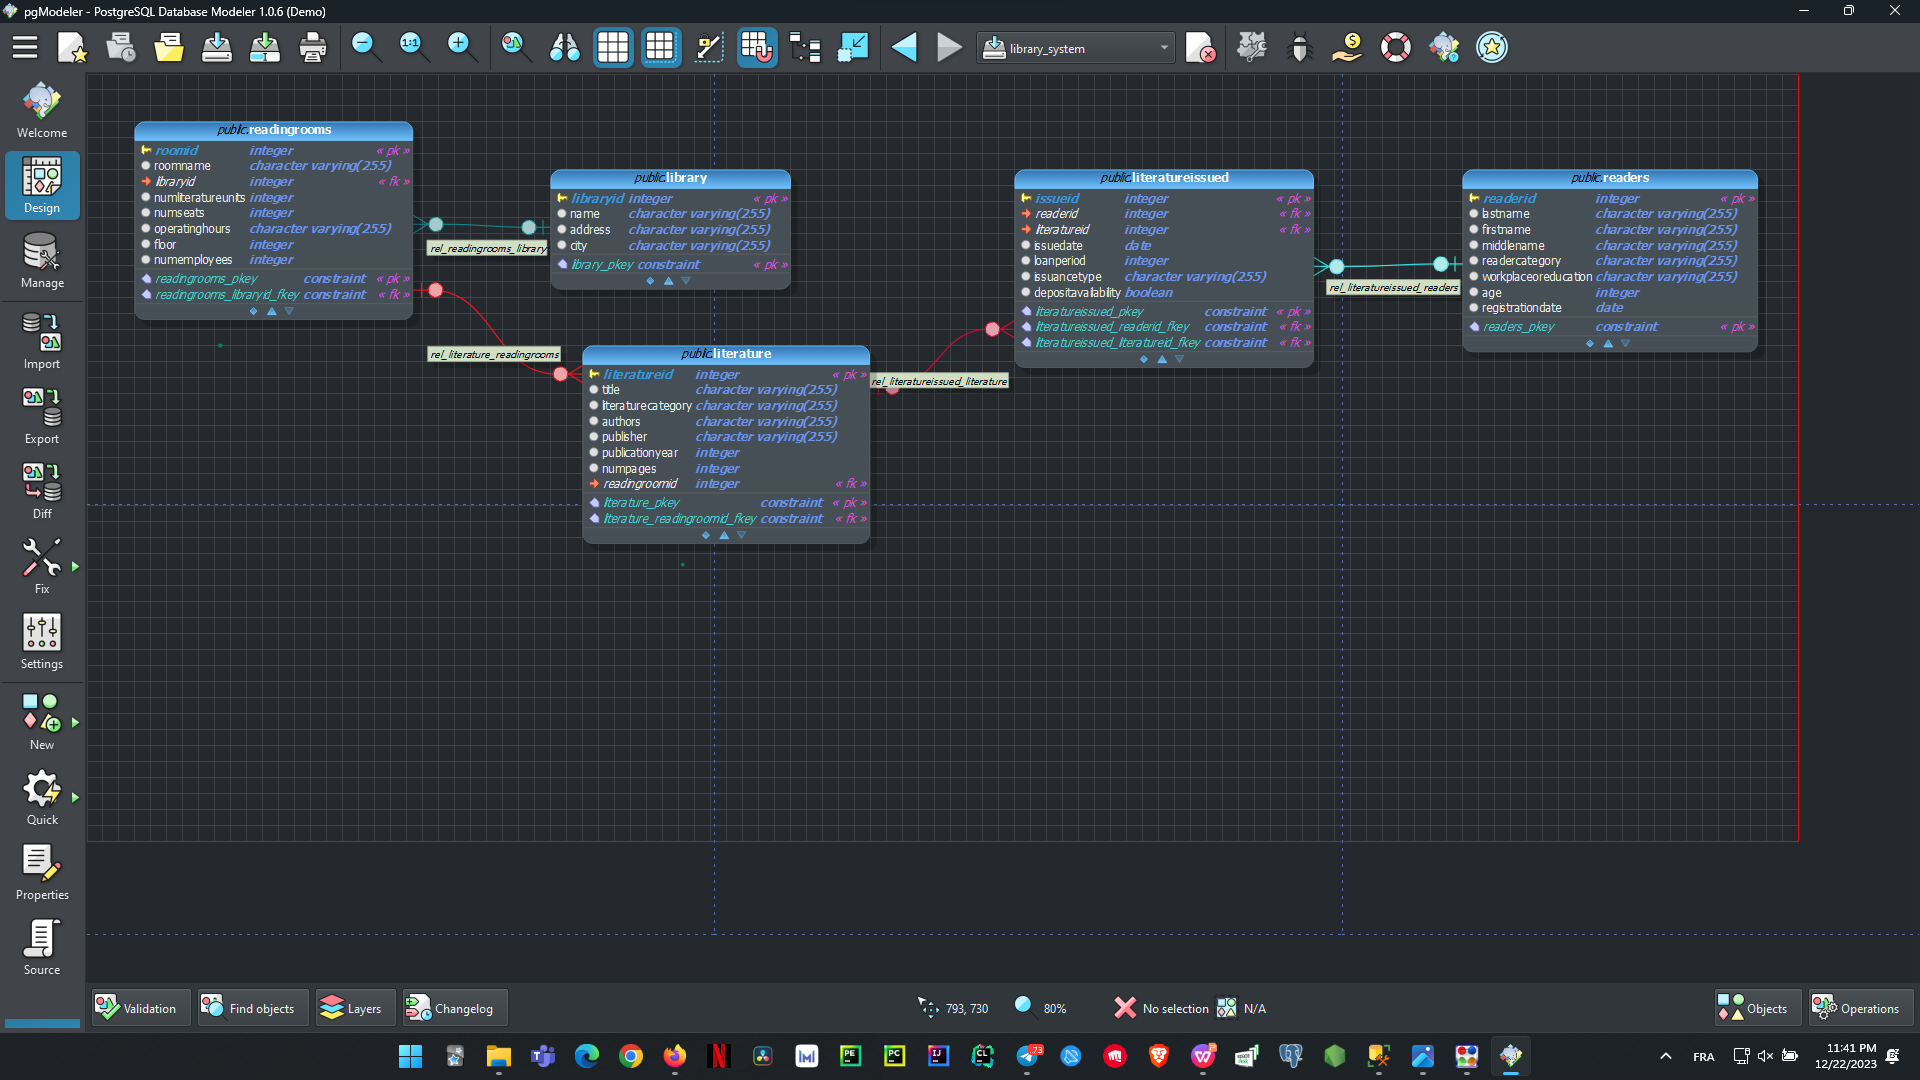 pgModeler - PostgreSQL Database Modeler 1.0.6 (Demo)
1:1
library_system
Welcome
Design
Manage
Import
Export
Diff
Fix
Settings
New
Quick
Properties
Source
public.readingrooms
roomid integer « pk »
roomname character varying(255)
libraryid integer « fk »
numliteratureunits integer
numseats integer
operatinghours character varying(255)
floor integer
numemployees integer
readingrooms_pkey constraint « pk »
readingrooms_libraryid_fkey constraint « fk »
rel_readingrooms_library
public.library
libraryid integer « pk »
name character varying(255)
address character varying(255)
city character varying(255)
library_pkey constraint « pk »
rel_literature_readingrooms
public.literature
literatureid integer « pk »
title character varying(255)
literaturecategory character varying(255)
authors character varying(255)
publisher character varying(255)
publicationyear integer
numpages integer
readingroomid integer « fk »
literature_pkey constraint « pk »
literature_readingroomid_fkey constraint « fk »
rel_literatureissued_literature
public.literatureissued
issueid integer « pk »
readerid integer « fk »
literatureid integer « fk »
issuedate date
loanperiod integer
issuancetype character varying(255)
depositavailability boolean
literatureissued_pkey constraint « pk »
literatureissued_readerid_fkey constraint « fk »
literatureissued_literatureid_fkey constraint « fk »
rel_literatureissued_readers
public.readers
readerid integer « pk »
lastname character varying(255)
firstname character varying(255)
middlename character varying(255)
readercategory character varying(255)
workplaceoreducation character varying(255)
age integer
registrationdate date
readers_pkey constraint « pk »
Validation
Find objects
Layers
Changelog
793, 730
80%
No selection
N/A
Objects
Operations
73
FRA
11:41 PM
12/22/2023